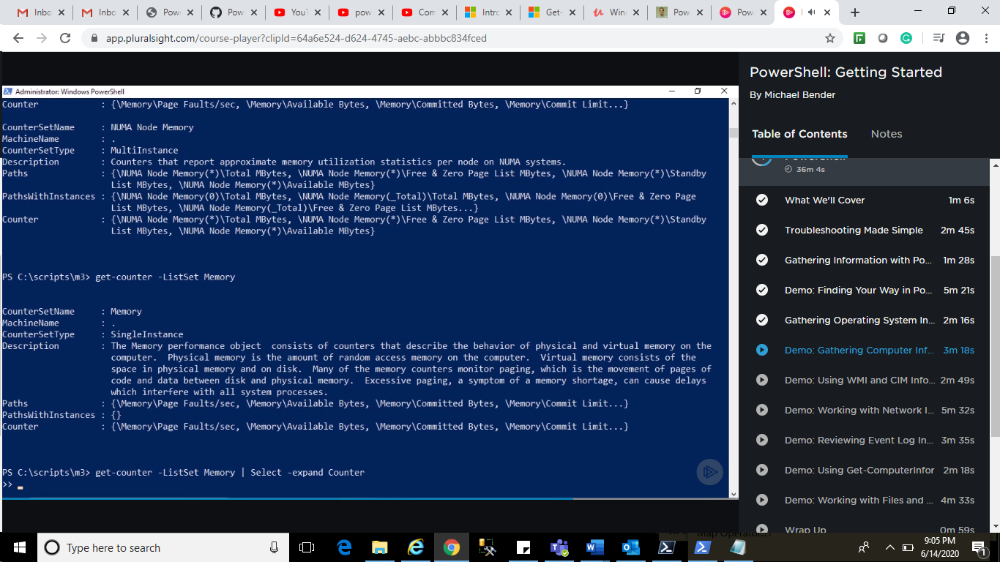 Inbo
Inbo
Powe
Pow
YouT
pow
Com
Intro
Get-
Win
Pow
Pow
app.pluralsight.com/course-player?clipId=64a6e524-d624-4745-aebc-abbbc834fced
Administrator: Windows PowerShell
Counter : {\Memory\Page Faults/sec, \Memory\Available Bytes, \Memory\Committed Bytes, \Memory\Commit Limit...}
CounterSetName : NUMA Node Memory
MachineName : .
CounterSetType : MultiInstance
Description : Counters that report approximate memory utilization statistics per node on NUMA systems.
Paths : {\NUMA Node Memory(*)\Total MBytes, \NUMA Node Memory(*)\Free & Zero Page List MBytes, \NUMA Node Memory(*)\Standby
List MBytes, \NUMA Node Memory(*)\Available MBytes}
PathsWithInstances : {\NUMA Node Memory(0)\Total MBytes, \NUMA Node Memory(_Total)\Total MBytes, \NUMA Node Memory(0)\Free & Zero Page
List MBytes, \NUMA Node Memory(_Total)\Free & Zero Page List MBytes...}
Counter : {\NUMA Node Memory(*)\Total MBytes, \NUMA Node Memory(*)\Free & Zero Page List MBytes, \NUMA Node Memory(*)\Standby
List MBytes, \NUMA Node Memory(*)\Available MBytes}
PS C:\scripts\m3> get-counter -ListSet Memory
CounterSetName : Memory
MachineName : .
CounterSetType : SingleInstance
Description : The Memory performance object  consists of counters that describe the behavior of physical and virtual memory on the
computer.  Physical memory is the amount of random access memory on the computer.  Virtual memory consists of the
space in physical memory and on disk.  Many of the memory counters monitor paging, which is the movement of pages of
code and data between disk and physical memory.  Excessive paging, a symptom of a memory shortage, can cause delays
which interfere with all system processes.
Paths : {\Memory\Page Faults/sec, \Memory\Available Bytes, \Memory\Committed Bytes, \Memory\Commit Limit...}
PathsWithInstances : {}
Counter : {\Memory\Page Faults/sec, \Memory\Available Bytes, \Memory\Committed Bytes, \Memory\Commit Limit...}
PS C:\scripts\m3> get-counter -ListSet Memory | Select -expand Counter
>>
PowerShell: Getting Started
By Michael Bender
Table of Contents
Notes
PowerShell
36m 4s
What We'll Cover 1m 6s
Troubleshooting Made Simple 2m 45s
Gathering Information with Po... 1m 28s
Demo: Finding Your Way in Po... 5m 21s
Gathering Operating System In... 2m 16s
Demo: Gathering Computer Inf... 3m 18s
Demo: Using WMI and CIM Info... 2m 49s
Demo: Working with Network I... 5m 32s
Demo: Reviewing Event Log In... 3m 35s
Demo: Using Get-ComputerInfor 2m 18s
Demo: Working with Files and ... 4m 33s
Wrap Up 0m 59s
Type here to search
9:05 PM
6/14/2020
1